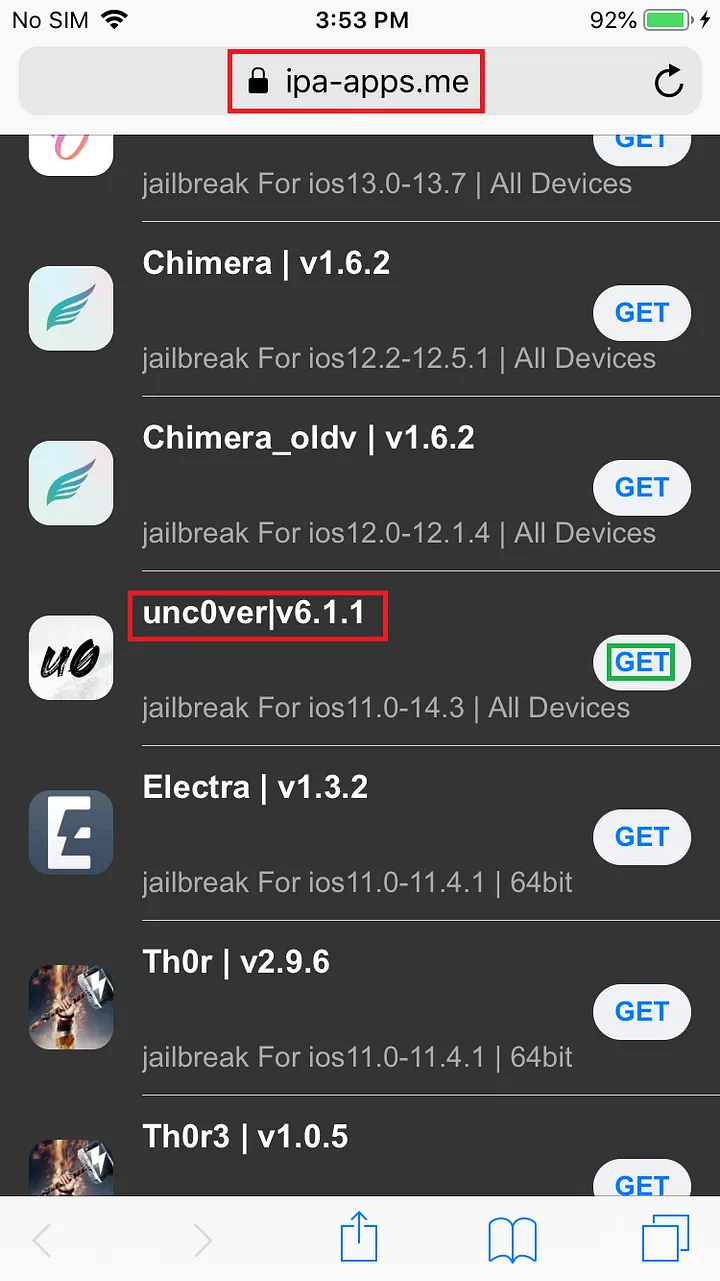 No SIM 3:53 PM 92%
ipa-apps.me
GET
jailbreak For ios13.0-13.7 | All Devices
Chimera | v1.6.2
GET
jailbreak For ios12.2-12.5.1 | All Devices
Chimera_oldv | v1.6.2
GET
jailbreak For ios12.0-12.1.4 | All Devices
unc0ver|v6.1.1
u0
GET
jailbreak For ios11.0-14.3 | All Devices
Electra | v1.3.2
E
GET
jailbreak For ios11.0-11.4.1 | 64bit
Th0r | v2.9.6
GET
jailbreak For ios11.0-11.4.1 | 64bit
Th0r3 | v1.0.5
GET